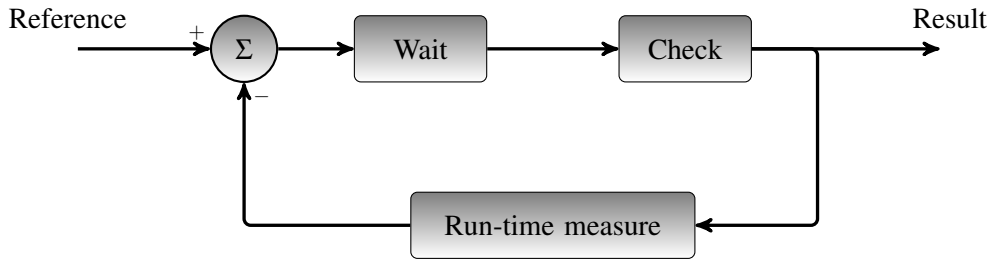 Reference
Result
+
Σ
Wait
Check
−
Run-time measure